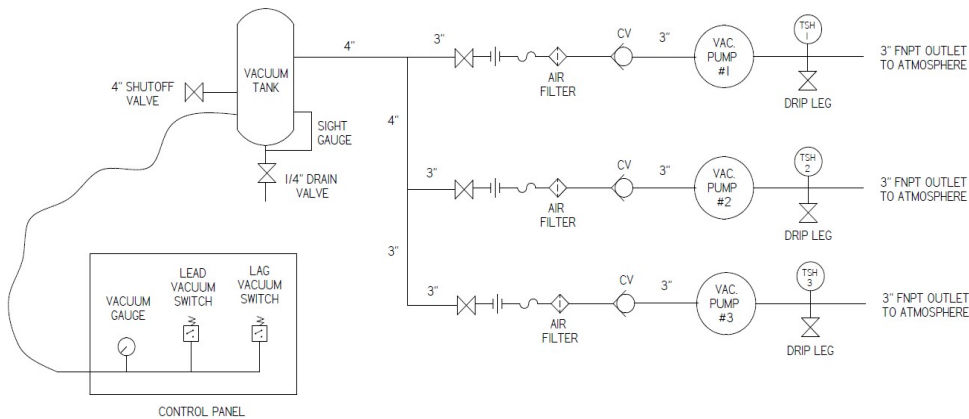 4"
3"
CV
3"
VAC.
PUMP
#1
TSH
1
3" FNPT OUTLET
TO ATMOSPHERE
AIR
FILTER
DRIP LEG
VACUUM
TANK
4" SHUTOFF
VALVE
SIGHT
GAUGE
1/4" DRAIN
VALVE
4"
3"
CV
3"
VAC.
PUMP
#2
TSH
2
3" FNPT OUTLET
TO ATMOSPHERE
AIR
FILTER
DRIP LEG
3"
3"
CV
3"
VAC.
PUMP
#3
TSH
3
3" FNPT OUTLET
TO ATMOSPHERE
AIR
FILTER
DRIP LEG
VACUUM
GAUGE
LEAD
VACUUM
SWITCH
LAG
VACUUM
SWITCH
CONTROL PANEL